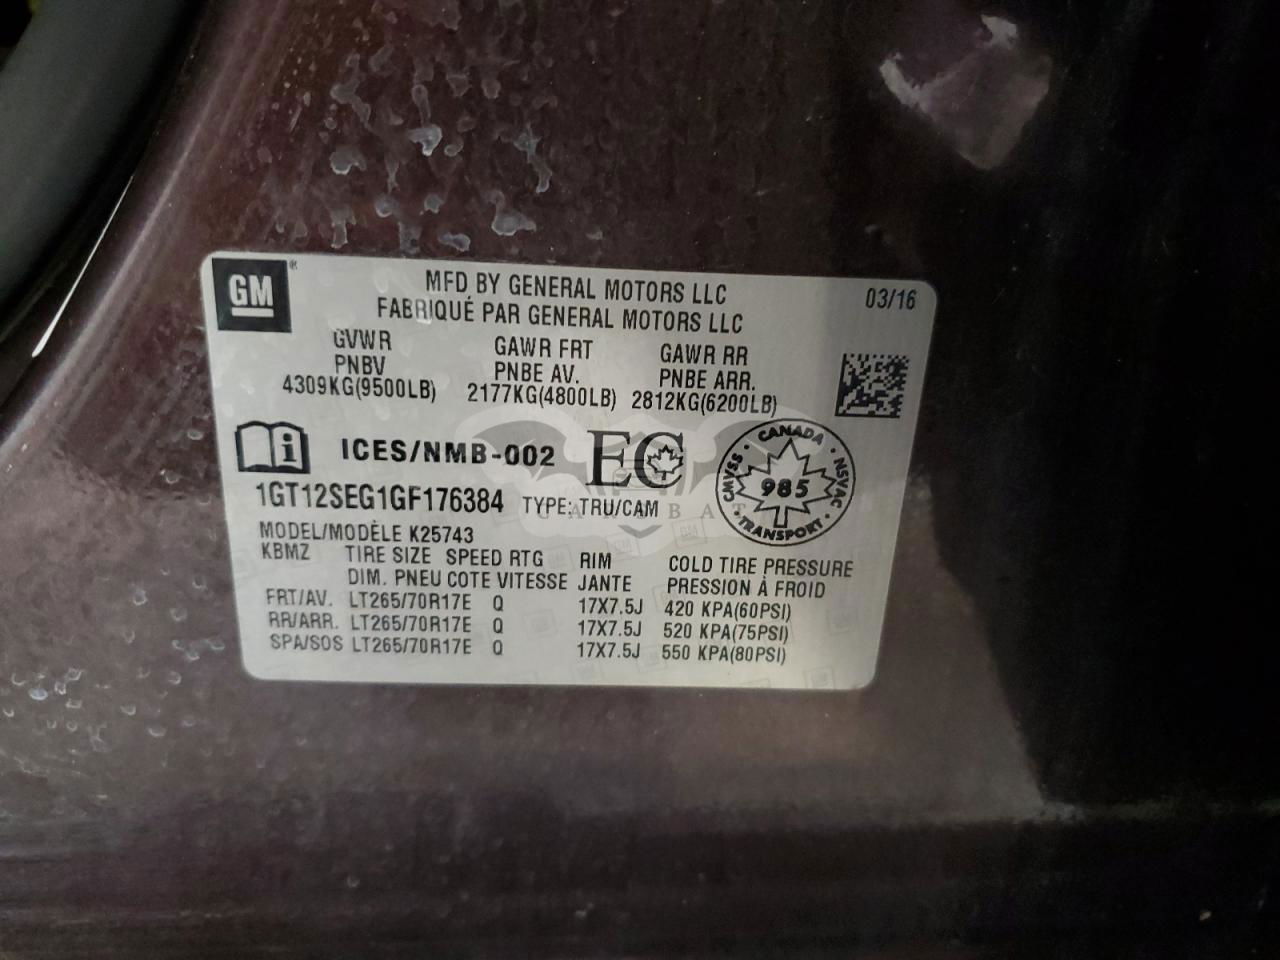 GM®
MFD BY GENERAL MOTORS LLC
03/16
FABRIQUÉ PAR GENERAL MOTORS LLC
GVWR GAWR FRT GAWR RR
PNBV PNBE AV. PNBE ARR.
4309KG(9500LB) 2177KG(4800LB) 2812KG(6200LB)
ICES/NMB-002 EC
CANADA · NSVAC · TRANSPORT · CMVSS ·
985
1GT12SEG1GF176384 TYPE: TRU/CAM
CAROBAT
MODEL/MODÈLE K25743
KBMZ TIRE SIZE SPEED RTG RIM COLD TIRE PRESSURE
DIM. PNEU COTE VITESSE JANTE PRESSION À FROID
FRT/AV. LT265/70R17E Q 17X7.5J 420 KPA(60PSI)
RR/ARR. LT265/70R17E Q 17X7.5J 520 KPA(75PSI)
SPA/SOS LT265/70R17E Q 17X7.5J 550 KPA(80PSI)